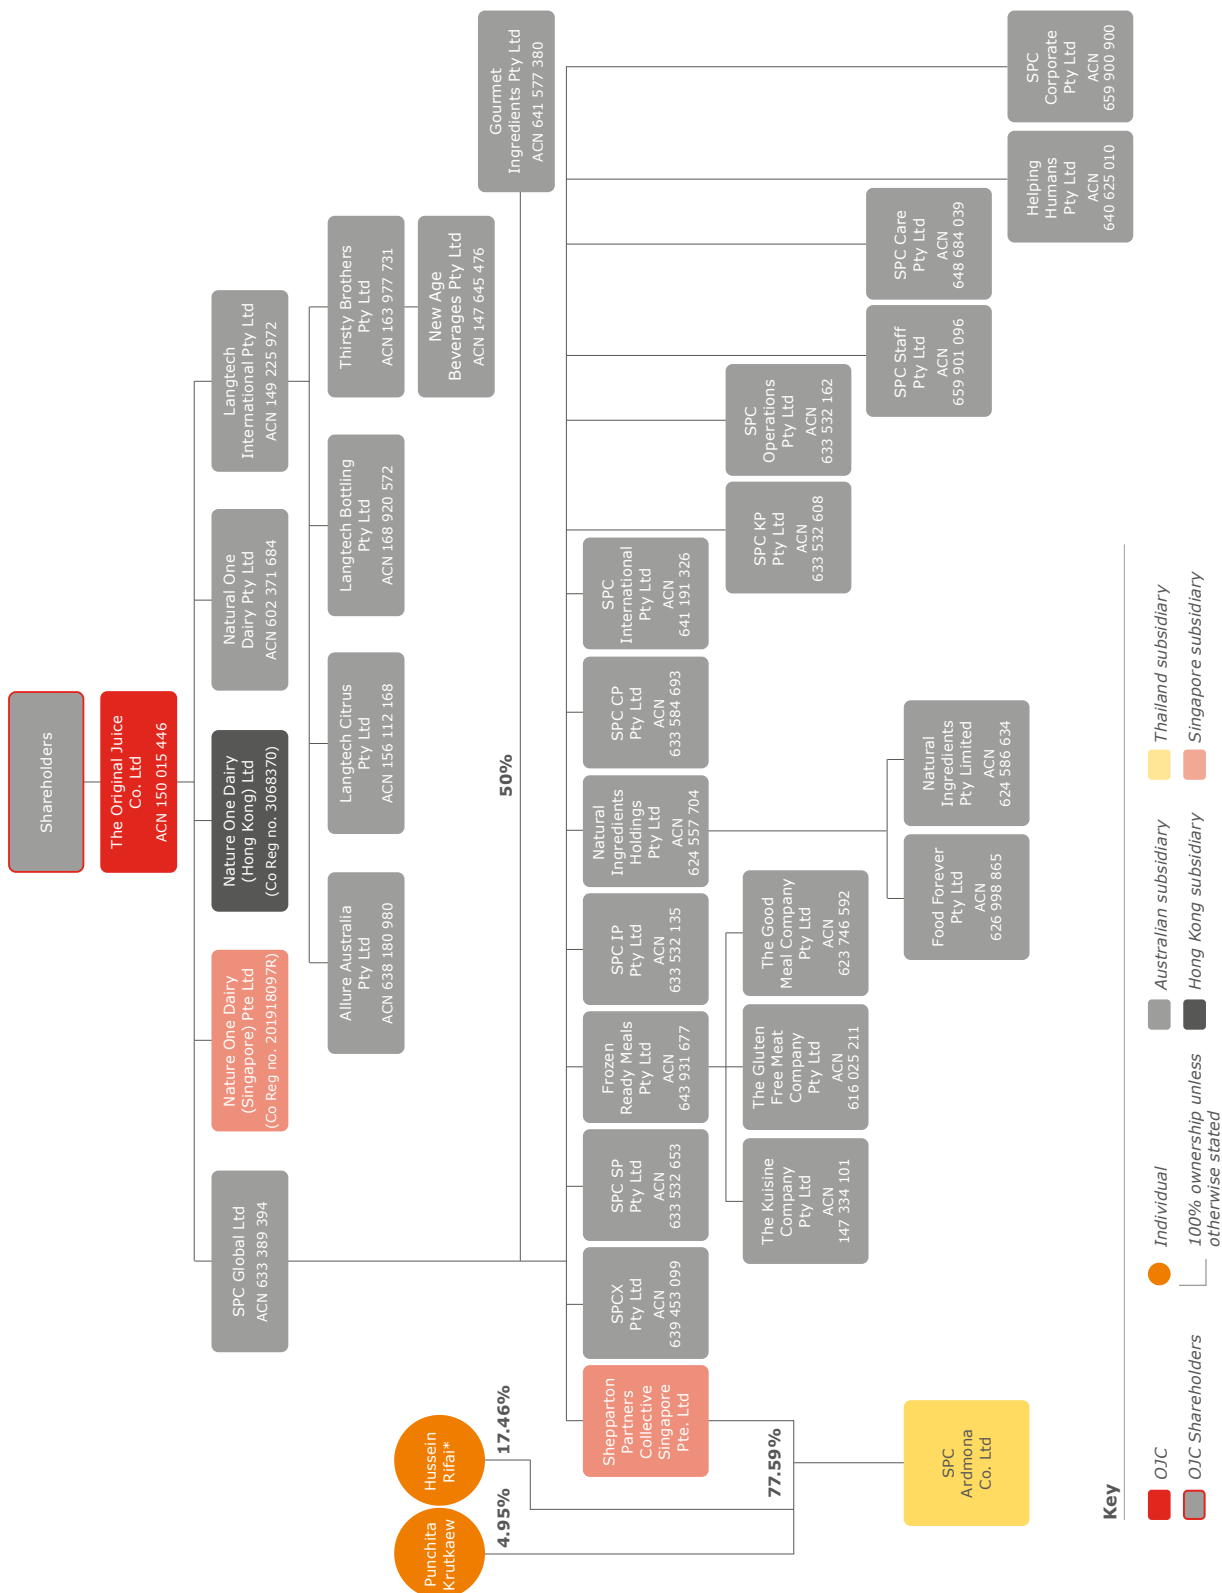 Shareholders
The Original Juice
Co. Ltd
ACN 150 015 446
SPC Global Ltd
ACN 633 389 394
Nature One Dairy
(Singapore) Pte Ltd
(Co Reg no. 201918097R)
Nature One Dairy
(Hong Kong) Ltd
(Co Reg no. 3068370)
Natural One
Dairy Pty Ltd
ACN 602 371 684
Langtech
International Pty Ltd
ACN 149 225 972
Allure Australia
Pty Ltd
ACN 638 180 980
Langtech Citrus
Pty Ltd
ACN 156 112 168
Langtech Bottling
Pty Ltd
ACN 168 920 572
Thirsty Brothers
Pty Ltd
ACN 163 977 731
New Age
Beverages Pty Ltd
ACN 147 645 476
Punchita
Krutkaew
4.95%
Hussein
Rifai*
17.46%
50%
Gourmet
Ingredients Pty Ltd
ACN 641 577 380
Shepparton
Partners
Collective
Singapore
Pte. Ltd
SPCX
Pty Ltd
ACN
639 453 099
SPC SP
Pty Ltd
ACN
633 532 653
Frozen
Ready Meals
Pty Ltd
ACN
643 931 677
SPC IP
Pty Ltd
ACN
633 532 135
Natural
Ingredients
Holdings
Pty Ltd
ACN
624 557 704
SPC CP
Pty Ltd
ACN
633 584 693
SPC
International
Pty Ltd
ACN
641 191 326
SPC KP
Pty Ltd
ACN
633 532 608
SPC
Operations
Pty Ltd
ACN
633 532 162
SPC Staff
Pty Ltd
ACN
659 901 096
SPC Care
Pty Ltd
ACN
648 684 039
Helping
Humans
Pty Ltd
ACN
640 625 010
SPC
Corporate
Pty Ltd
ACN
659 900 900
77.59%
The Kuisine
Company
Pty Ltd
ACN
147 334 101
The Gluten
Free Meat
Company
Pty Ltd
ACN
616 025 211
The Good
Meal Company
Pty Ltd
ACN
623 746 592
SPC
Ardmona
Co. Ltd
Food Forever
Pty Ltd
ACN
626 998 865
Natural
Ingredients
Pty Limited
ACN
624 586 634
Key
OJC
Individual
Australian subsidiary
Thailand subsidiary
OJC Shareholders
100% ownership unless
otherwise stated
Hong Kong subsidiary
Singapore subsidiary